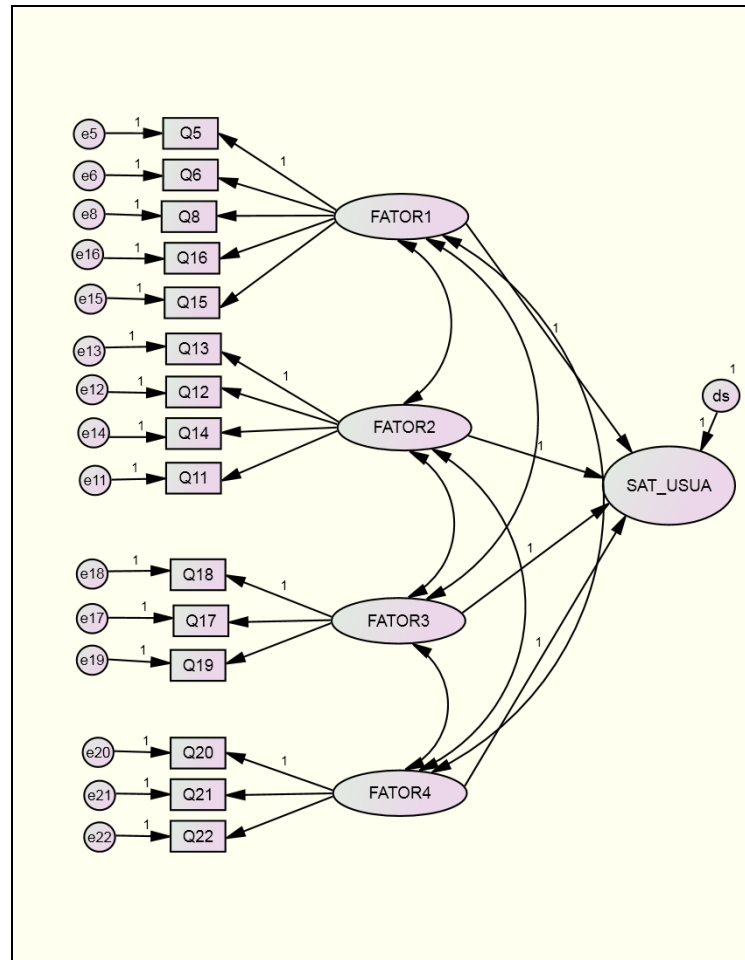 e5 1 Q5
1
e6 1 Q6
e8 1 Q8
FATOR1
e16 1 Q16
e15 1 Q15
1
e13 1 Q13
1
1
e12 1 Q12
ds
e14 1 Q14
FATOR2
1
1
e11 1 Q11
SAT_USUA
e18 1 Q18
1
1
e17 1 Q17
FATOR3
e19 1 Q19
1
e20 1 Q20
1
e21 1 Q21
FATOR4
e22 1 Q22